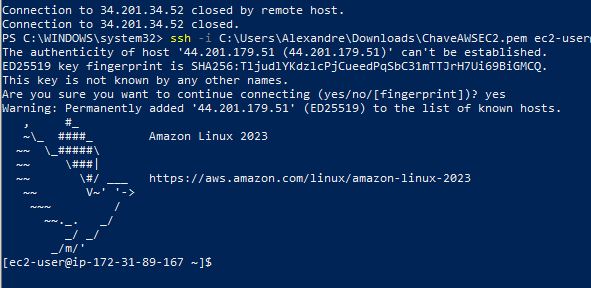 Connection to 34.201.34.52 closed by remote host.
Connection to 34.201.34.52 closed.
PS C:\WINDOWS\system32> ssh -i C:\Users\Alexandre\Downloads\ChaveAWSEC2.pem ec2-user
The authenticity of host '44.201.179.51 (44.201.179.51)' can't be established.
ED25519 key fingerprint is SHA256:TljudlYKdzlcPjCueedPqSbC31mTTJrH7Ui69BiGMCQ.
This key is not known by any other names.
Are you sure you want to continue connecting (yes/no/[fingerprint])? yes
Warning: Permanently added '44.201.179.51' (ED25519) to the list of known hosts.
   ,     #_
   ~\_  ####_        Amazon Linux 2023
  ~~  \_#####\
  ~~     \###|
  ~~       \#/ ___   https://aws.amazon.com/linux/amazon-linux-2023
   ~~       V~' '->
    ~~~         /
      ~~._.   _/
         _/ _/
       _/m/'
[ec2-user@ip-172-31-89-167 ~]$